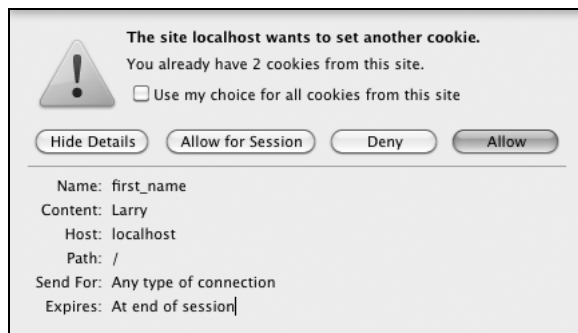 The site localhost wants to set another cookie.
You already have 2 cookies from this site.
Use my choice for all cookies from this site
Hide Details Allow for Session Deny Allow
Name: first_name
Content: Larry
Host: localhost
Path: /
Send For: Any type of connection
Expires: At end of session